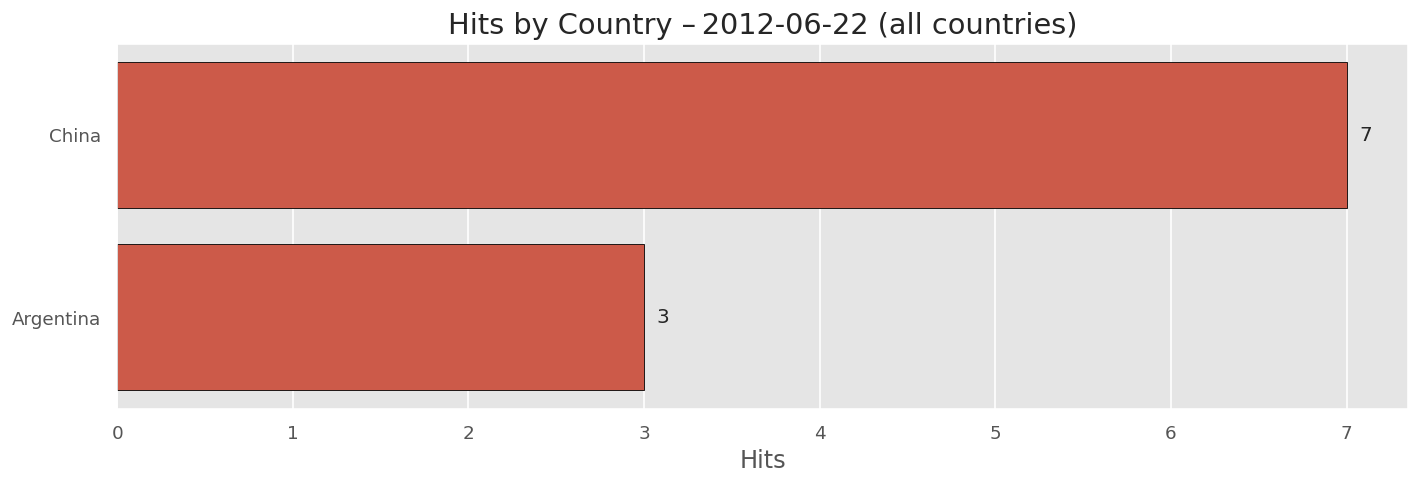 Hits by Country – 2012-06-22 (all countries)
China
7
Argentina
3
0 1 2 3 4 5 6 7
Hits